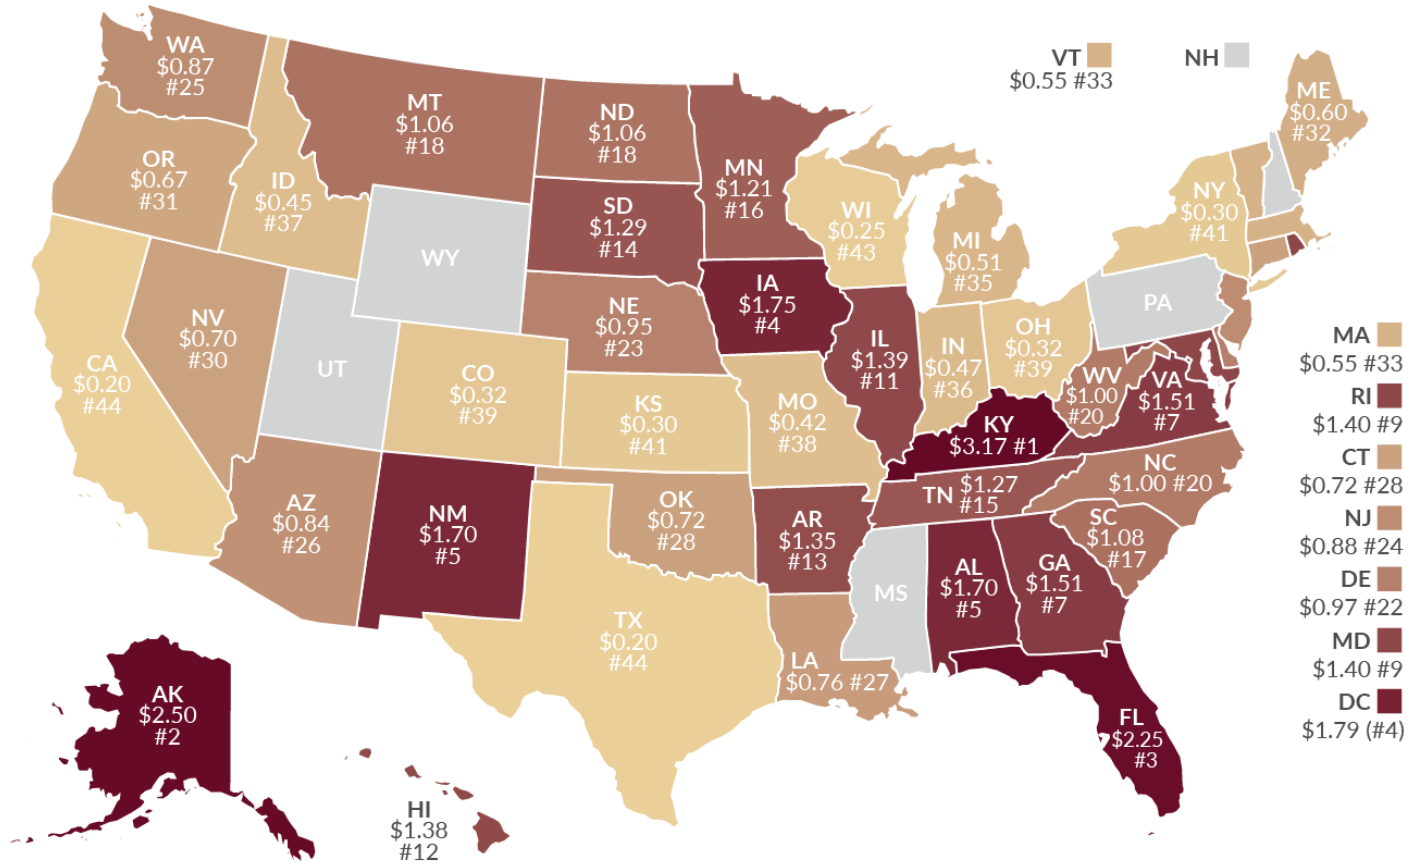 WA
$0.87
#25
MT
$1.06
#18
ND
$1.06
#18
VT
$0.55 #33
NH
ME
$0.60
#32
OR
$0.67
#31
ID
$0.45
#37
MN
$1.21
#16
SD
$1.29
#14
WI
$0.25
#43
NY
$0.30
#41
WY
MI
$0.51
#35
IA
$1.75
#4
NE
$0.95
#23
PA
NV
$0.70
#30
UT
CA
$0.20
#44
CO
$0.32
#39
IL
$1.39
#11
IN
$0.47
#36
OH
$0.32
#39
WV
$1.00
#20
VA
$1.51
#7
KS
$0.30
#41
MO
$0.42
#38
KY
$3.17 #1
MA
$0.55 #33
RI
$1.40 #9
CT
$0.72 #28
NJ
$0.88 #24
DE
$0.97 #22
MD
$1.40 #9
DC
$1.79 (#4)
AZ
$0.84
#26
NM
$1.70
#5
OK
$0.72
#28
AR
$1.35
#13
TN $1.27
#15
NC
$1.00 #20
SC
$1.08
#17
MS
AL
$1.70
#5
GA
$1.51
#7
TX
$0.20
#44
LA
$0.76 #27
FL
$2.25
#3
AK
$2.50
#2
HI
$1.38
#12